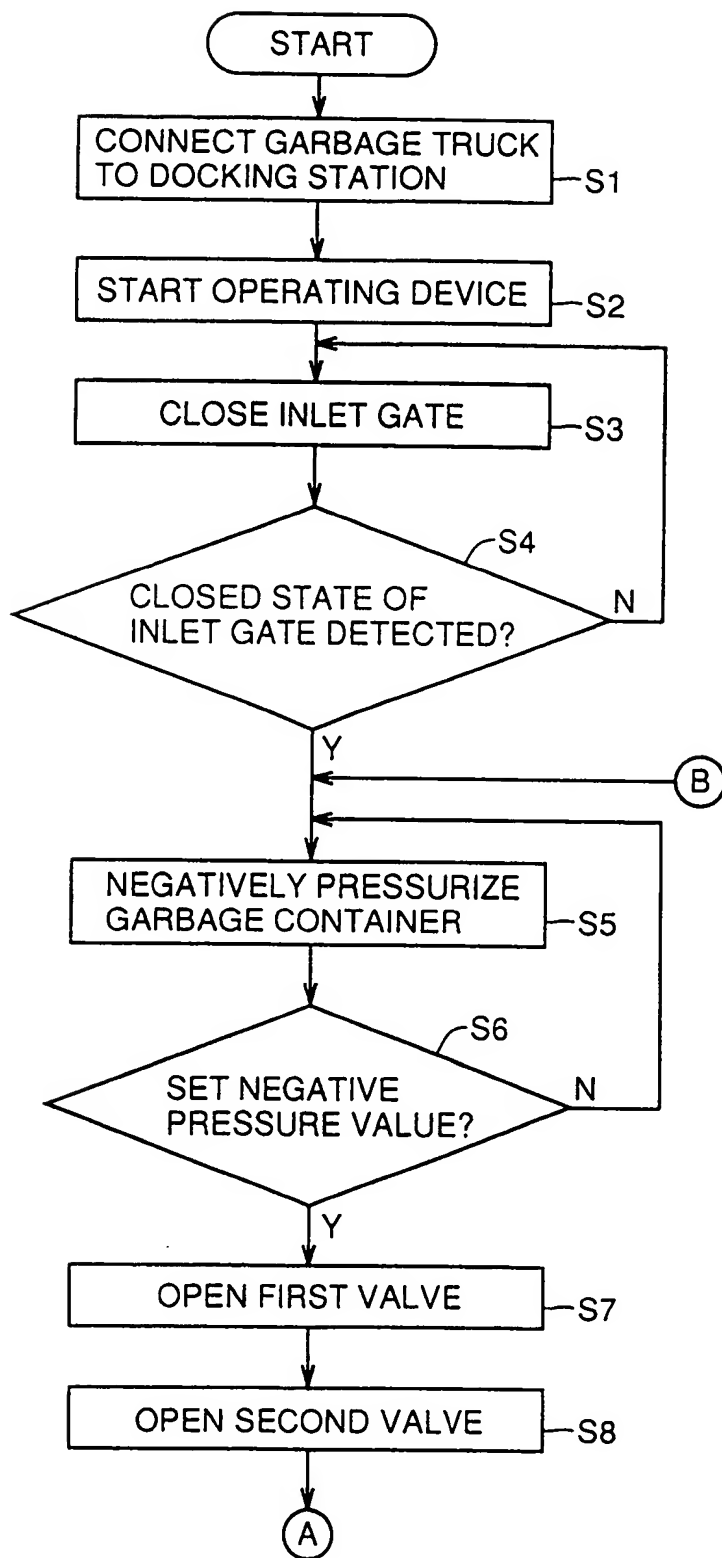 START
CONNECT GARBAGE TRUCK
TO DOCKING STATION
S1
START OPERATING DEVICE
S2
CLOSE INLET GATE
S3
S4
CLOSED STATE OF
INLET GATE DETECTED?
N
Y
B
NEGATIVELY PRESSURIZE
GARBAGE CONTAINER
S5
S6
SET NEGATIVE
PRESSURE VALUE?
N
Y
OPEN FIRST VALVE
S7
OPEN SECOND VALVE
S8
A